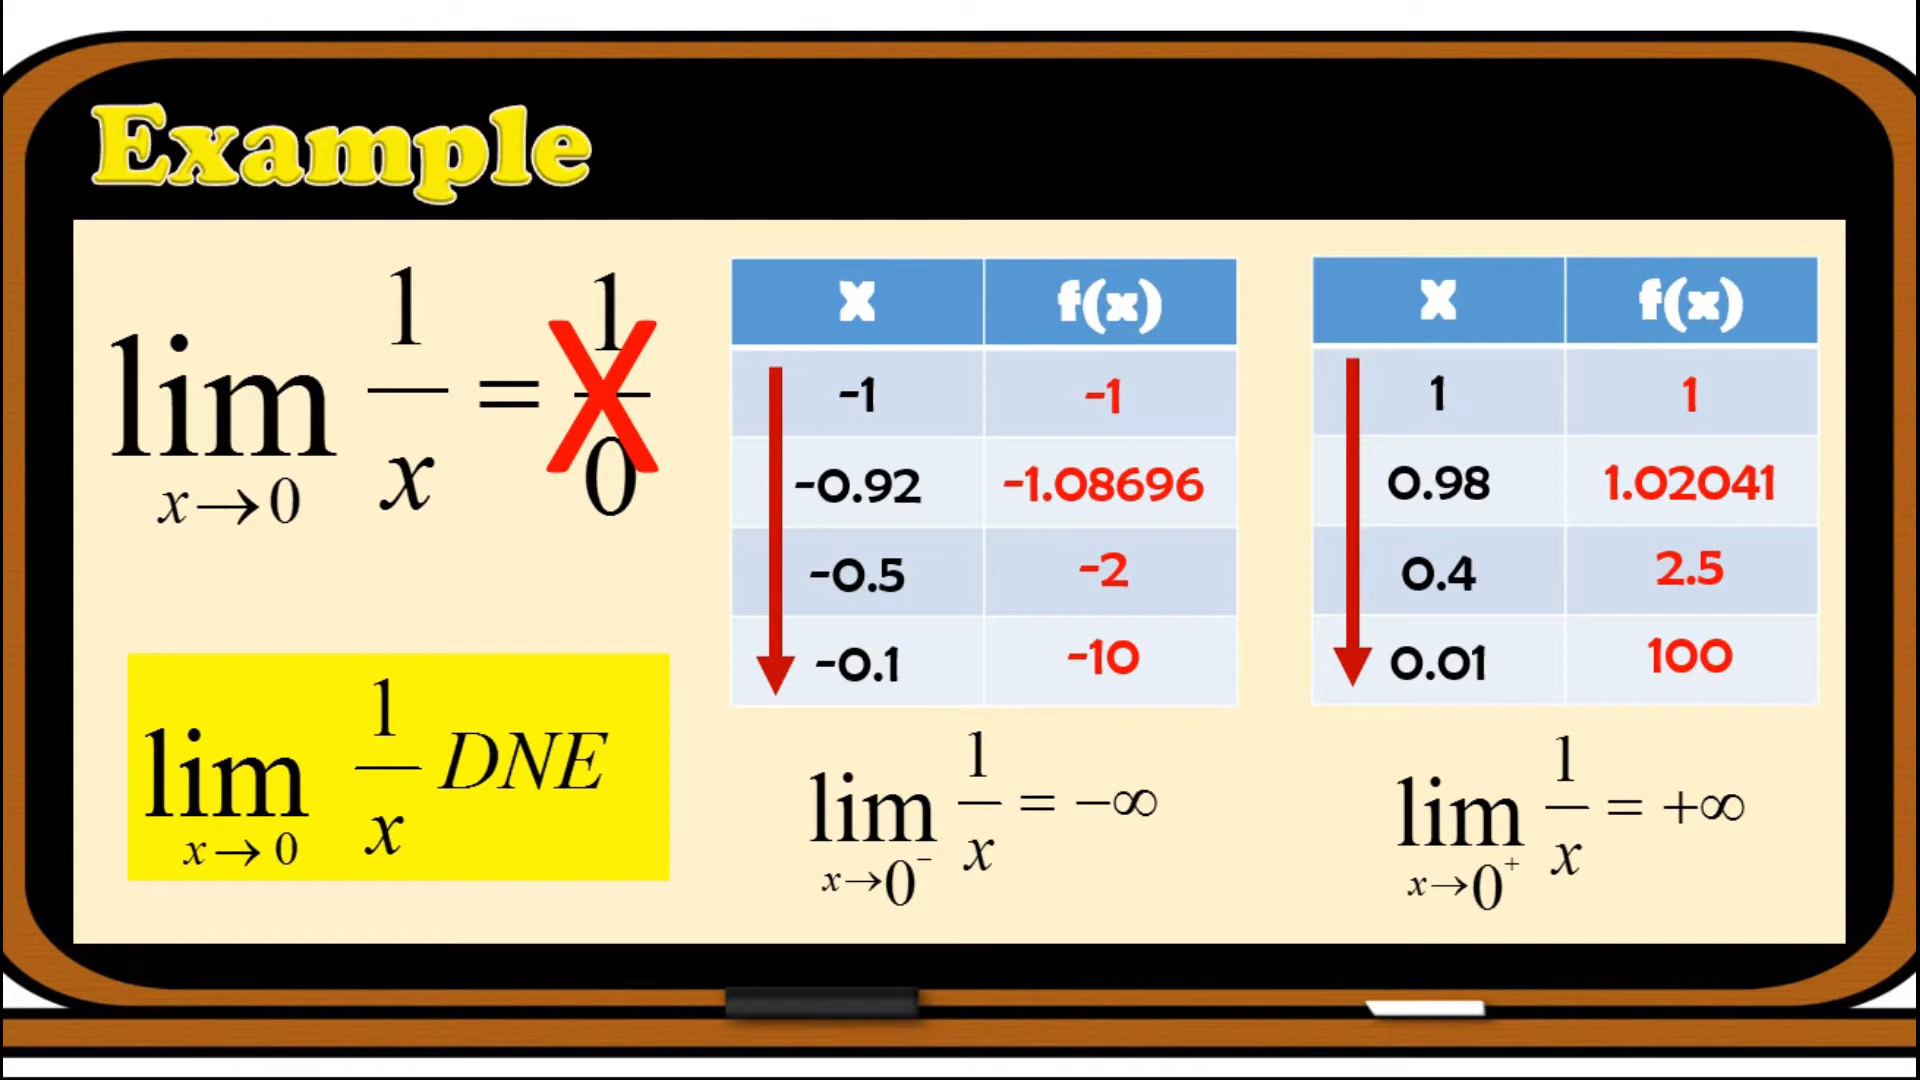 Example
lim x→0 1/x = 1/0
X
lim x→0 1/x DNE
X f(x)
-1 -1
-0.92 -1.08696
-0.5 -2
-0.1 -10
lim x→0⁻ 1/x = −∞
X f(x)
1 1
0.98 1.02041
0.4 2.5
0.01 100
lim x→0⁺ 1/x = +∞